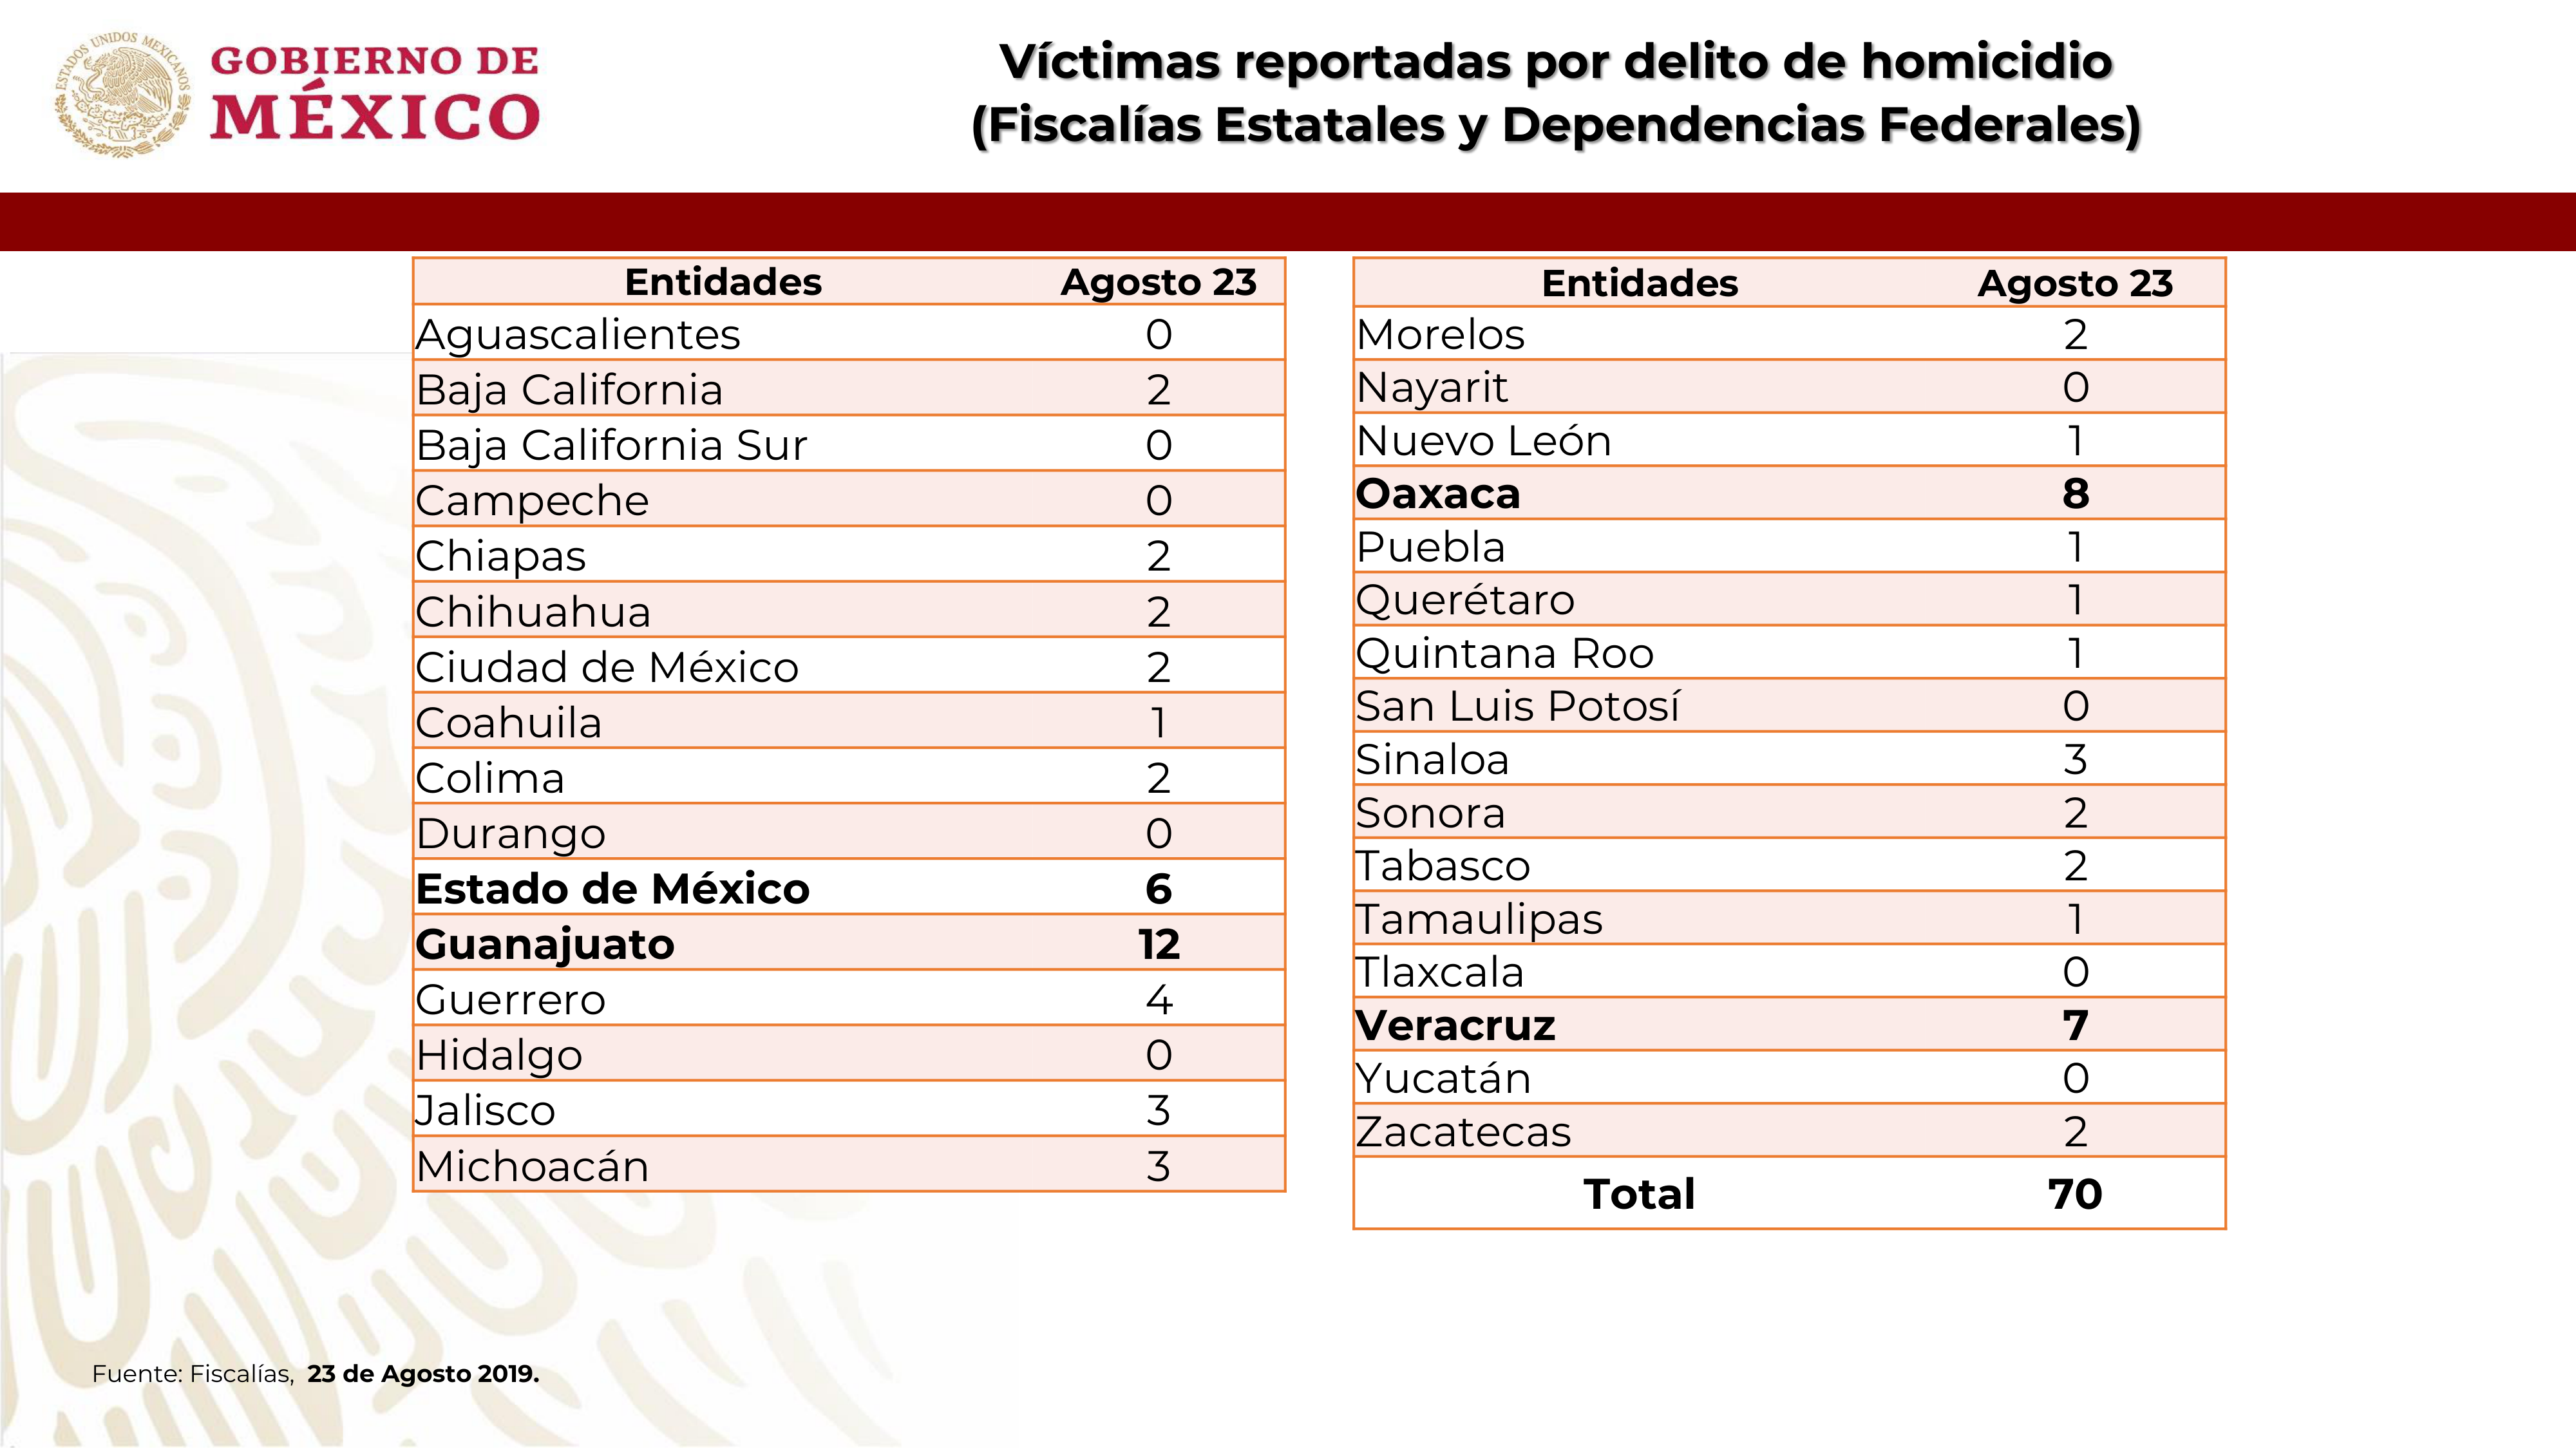 ESTADOS UNIDOS MEXICANOS
GOBIERNO DE
MÉXICO
Víctimas reportadas por delito de homicidio
(Fiscalías Estatales y Dependencias Federales)
Entidades Agosto 23
Aguascalientes 0
Baja California 2
Baja California Sur 0
Campeche 0
Chiapas 2
Chihuahua 2
Ciudad de México 2
Coahuila 1
Colima 2
Durango 0
Estado de México 6
Guanajuato 12
Guerrero 4
Hidalgo 0
Jalisco 3
Michoacán 3
Entidades Agosto 23
Morelos 2
Nayarit 0
Nuevo León 1
Oaxaca 8
Puebla 1
Querétaro 1
Quintana Roo 1
San Luis Potosí 0
Sinaloa 3
Sonora 2
Tabasco 2
Tamaulipas 1
Tlaxcala 0
Veracruz 7
Yucatán 0
Zacatecas 2
Total 70
Fuente: Fiscalías, 23 de Agosto 2019.